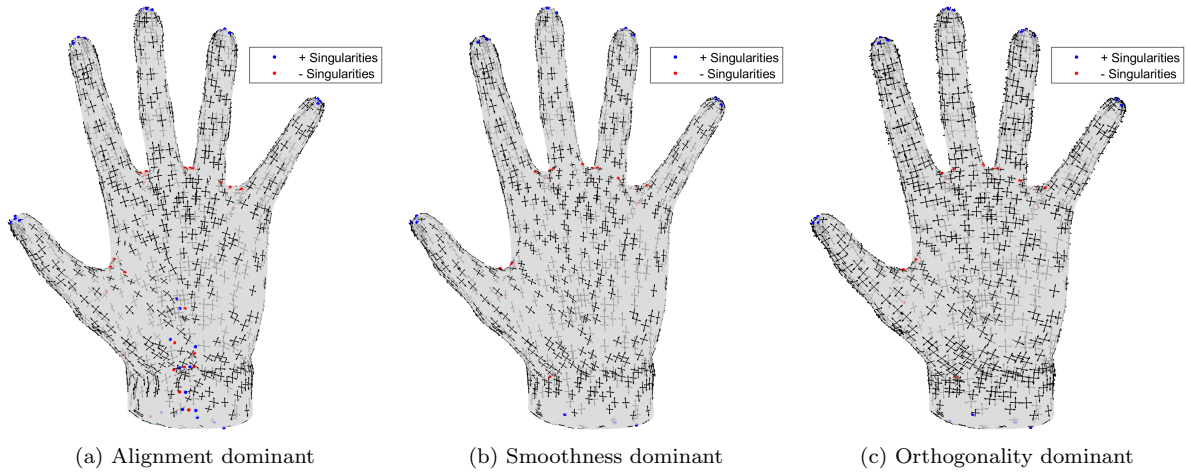 + Singularities
- Singularities
+ Singularities
- Singularities
+ Singularities
- Singularities
(a) Alignment dominant
(b) Smoothness dominant
(c) Orthogonality dominant